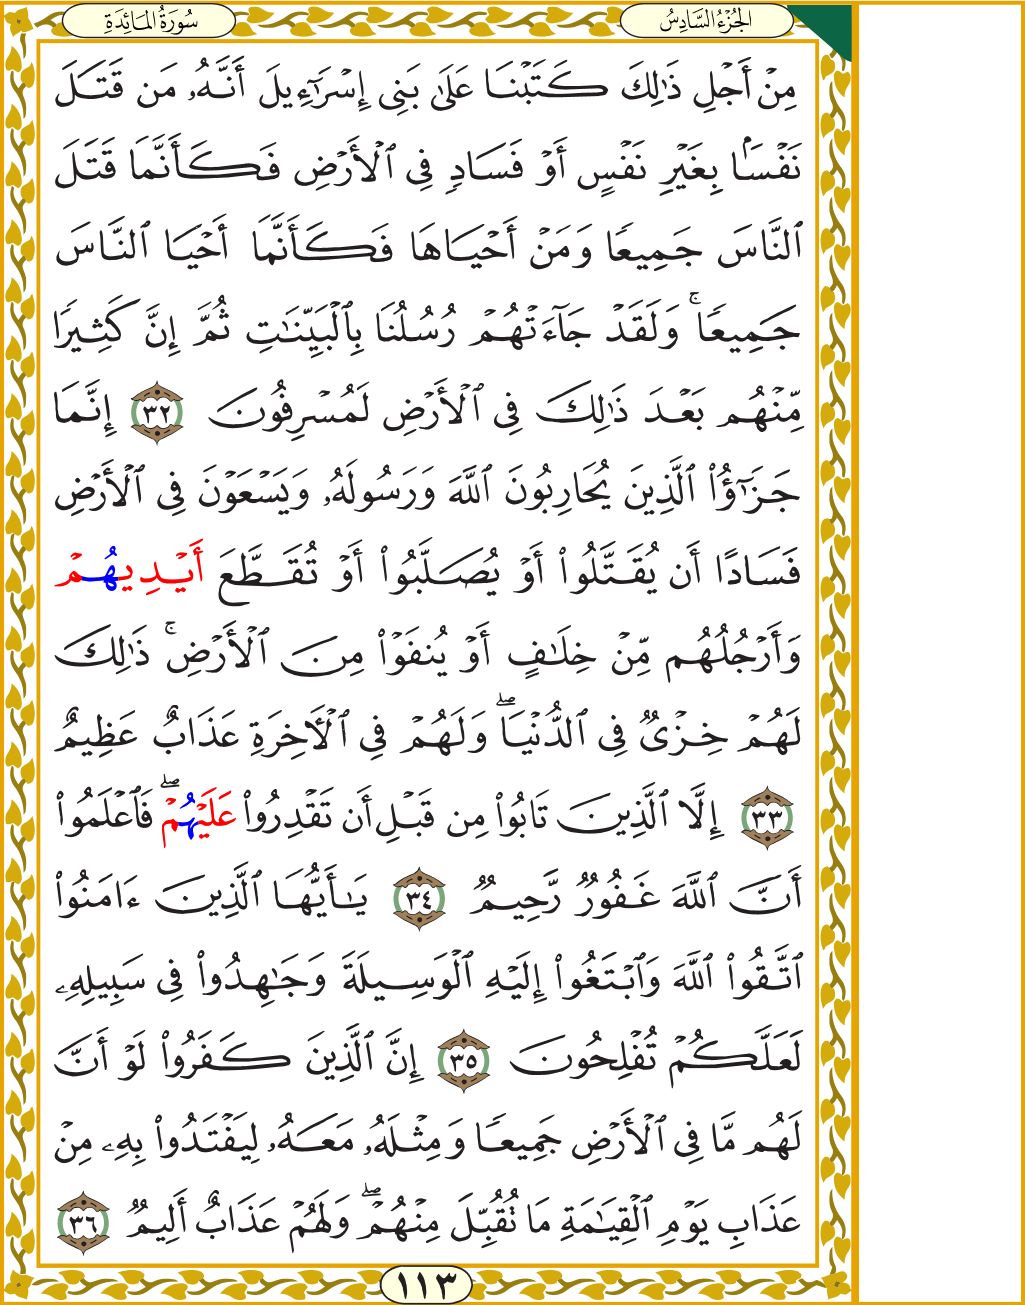 الجُزْءُ السَّادِسُ
سُورَةُ المَائِدَةِ
مِنْ أَجْلِ ذَٰلِكَ كَتَبْنَا عَلَىٰ بَنِىٓ إِسْرَٰٓءِيلَ أَنَّهُۥ مَن قَتَلَ
نَفْسًۢا بِغَيْرِ نَفْسٍ أَوْ فَسَادٍ فِى ٱلْأَرْضِ فَكَأَنَّمَا قَتَلَ
ٱلنَّاسَ جَمِيعًا وَمَنْ أَحْيَاهَا فَكَأَنَّمَآ أَحْيَا ٱلنَّاسَ
جَمِيعًا ۚ وَلَقَدْ جَآءَتْهُمْ رُسُلُنَا بِٱلْبَيِّنَٰتِ ثُمَّ إِنَّ كَثِيرًا
مِّنْهُم بَعْدَ ذَٰلِكَ فِى ٱلْأَرْضِ لَمُسْرِفُونَ ٣٢ إِنَّمَا
جَزَٰٓؤُا۟ ٱلَّذِينَ يُحَارِبُونَ ٱللَّهَ وَرَسُولَهُۥ وَيَسْعَوْنَ فِى ٱلْأَرْضِ
فَسَادًا أَن يُقَتَّلُوٓا۟ أَوْ يُصَلَّبُوٓا۟ أَوْ تُقَطَّعَ أَيْدِيهُمْ
وَأَرْجُلُهُم مِّنْ خِلَٰفٍ أَوْ يُنفَوْا۟ مِنَ ٱلْأَرْضِ ۚ ذَٰلِكَ
لَهُمْ خِزْىٌ فِى ٱلدُّنْيَا ۖ وَلَهُمْ فِى ٱلْءَاخِرَةِ عَذَابٌ عَظِيمٌ
٣٣ إِلَّا ٱلَّذِينَ تَابُوا۟ مِن قَبْلِ أَن تَقْدِرُوا۟ عَلَيْهُمْ ۖ فَٱعْلَمُوٓا۟
أَنَّ ٱللَّهَ غَفُورٌ رَّحِيمٌ ٣٤ يَٰٓأَيُّهَا ٱلَّذِينَ ءَامَنُوا۟
ٱتَّقُوا۟ ٱللَّهَ وَٱبْتَغُوٓا۟ إِلَيْهِ ٱلْوَسِيلَةَ وَجَٰهِدُوا۟ فِى سَبِيلِهِۦ
لَعَلَّكُمْ تُفْلِحُونَ ٣٥ إِنَّ ٱلَّذِينَ كَفَرُوا۟ لَوْ أَنَّ
لَهُم مَّا فِى ٱلْأَرْضِ جَمِيعًا وَمِثْلَهُۥ مَعَهُۥ لِيَفْتَدُوا۟ بِهِۦ مِنْ
عَذَابِ يَوْمِ ٱلْقِيَٰمَةِ مَا تُقُبِّلَ مِنْهُمْ ۖ وَلَهُمْ عَذَابٌ أَلِيمٌ ٣٦
١١٣